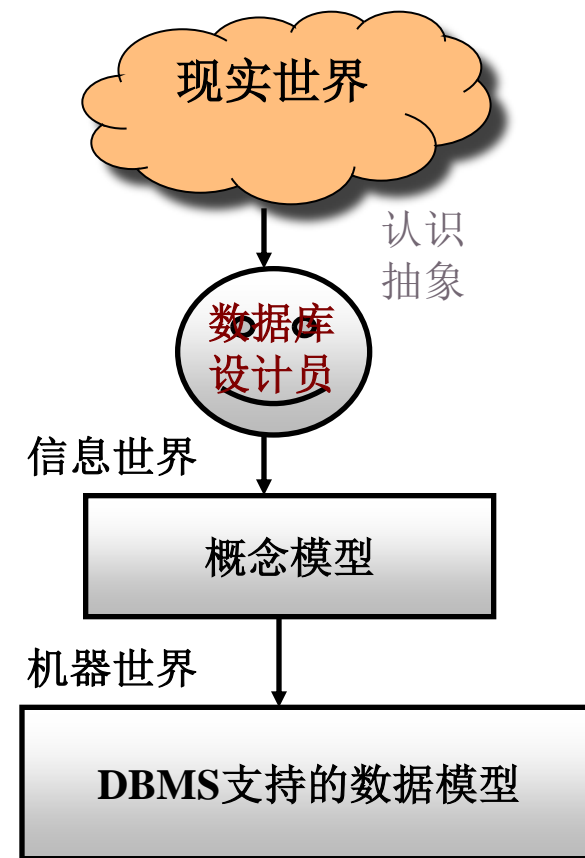 现实世界
认识
抽象
数据库
设计员
信息世界
概念模型
机器世界
DBMS支持的数据模型